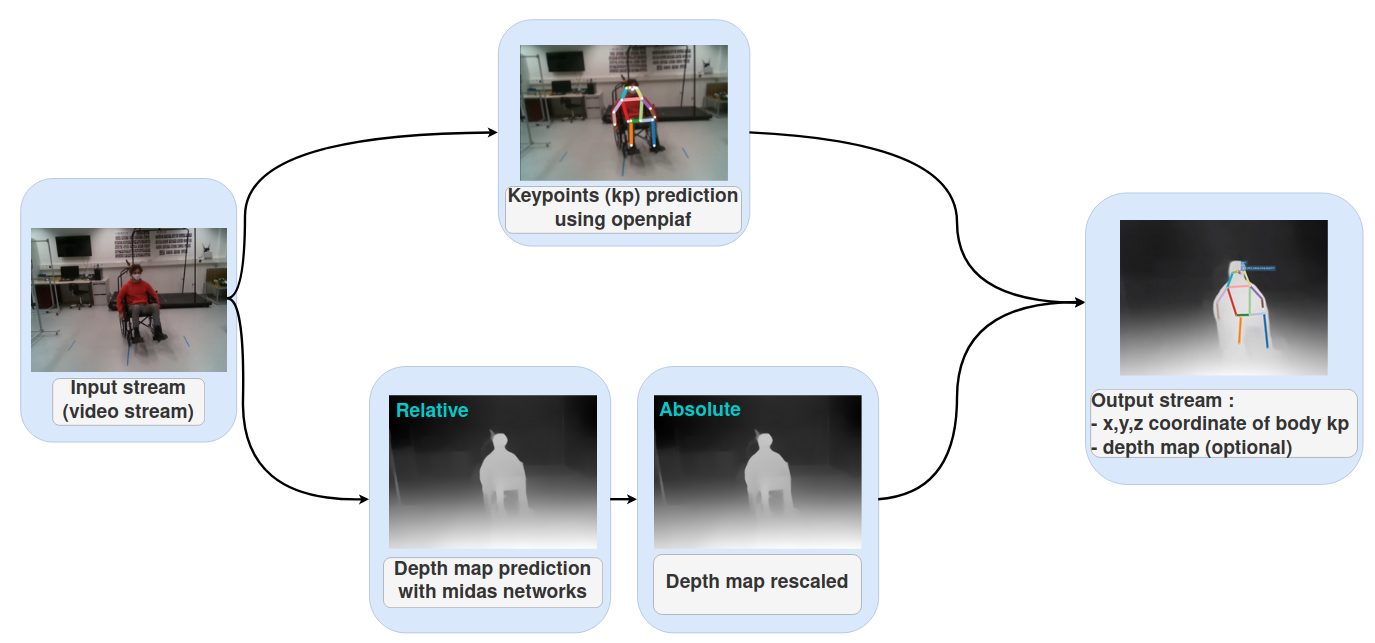 Keypoints (kp) prediction
using openpiaf
Input stream
(video stream)
Relative
Depth map prediction
with midas networks
Absolute
Depth map rescaled
Output stream :
- x,y,z coordinate of body kp
- depth map (optional)